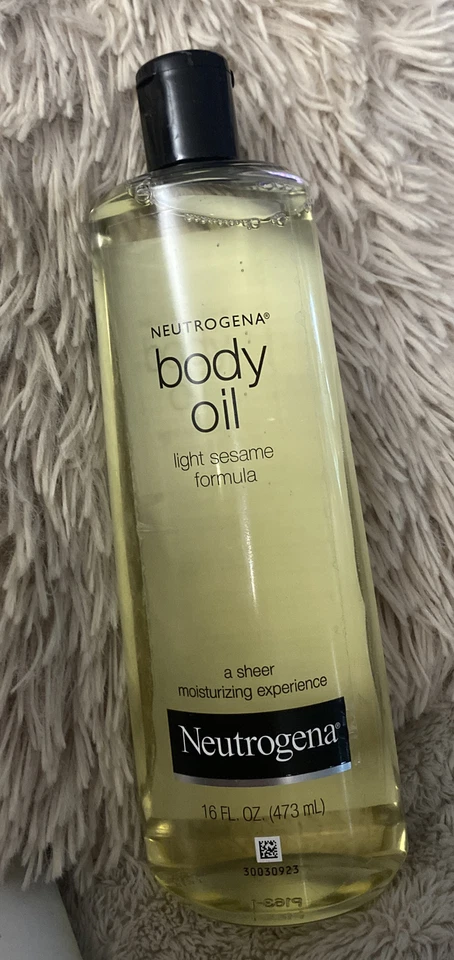 NEUTROGENA®
body
oil
light sesame
formula
a sheer
moisturizing experience
Neutrogena®
16 FL. OZ. (473 mL)
30030923